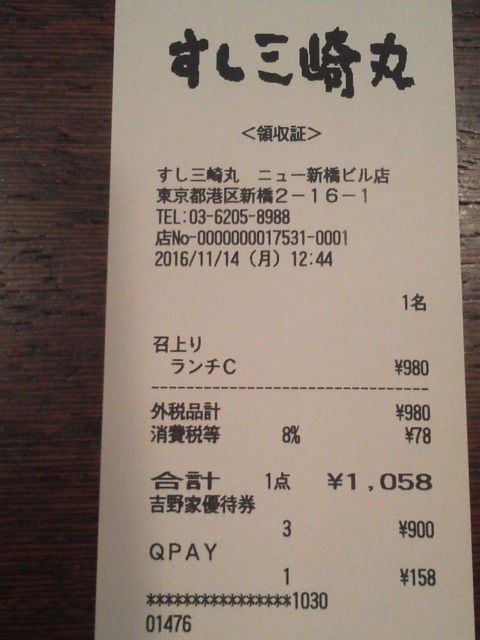 すし三崎丸
＜領収証＞
すし三崎丸　ニュー新橋ビル店
東京都港区新橋２－１６－１
TEL:03-6205-8988
店No-0000000017531-0001
2016/11/14（月）12:44
1名
召上り
ランチＣ ¥980
外税品計 ¥980
消費税等 8% ¥78
合計 1点 ¥1,058
吉野家優待券
3 ¥900
ＱＰＡＹ
1 ¥158
****************1030
01476